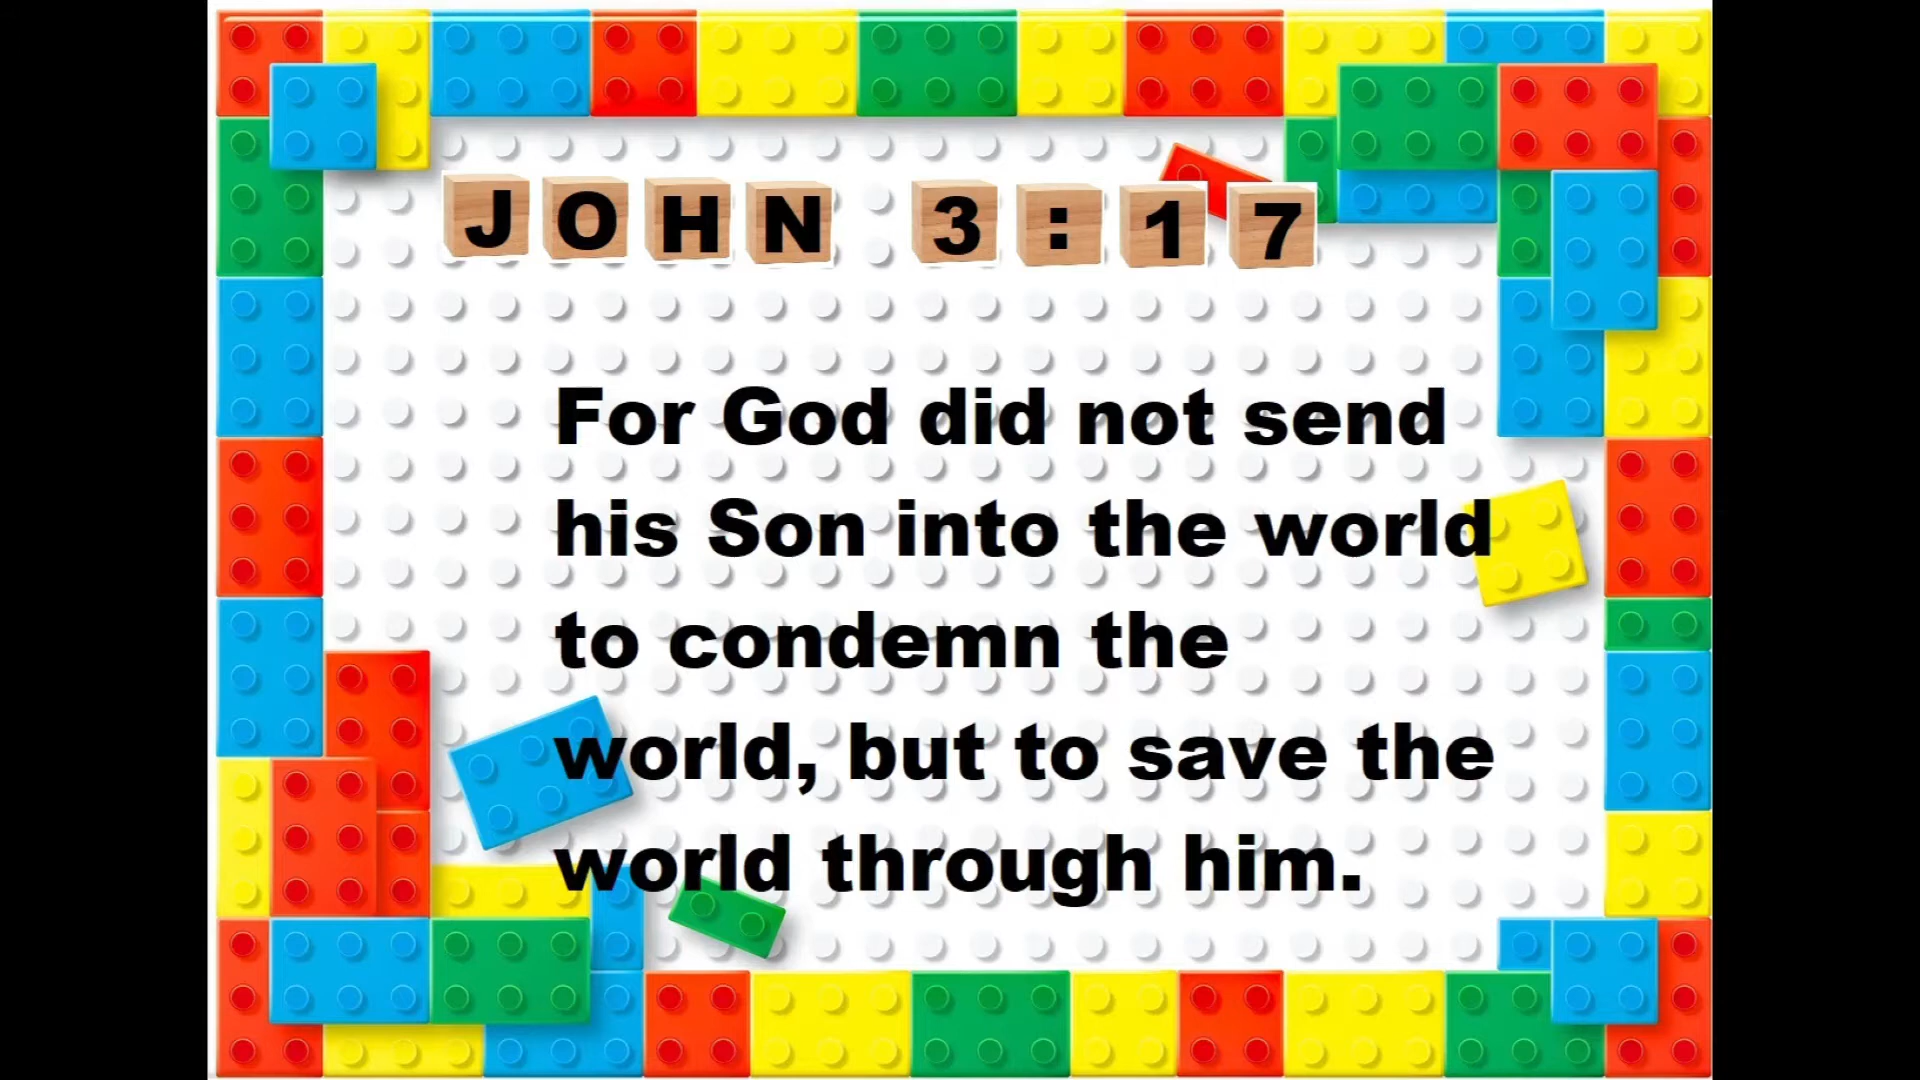 JOHN 3:17
For God did not send
his Son into the world
to condemn the
world, but to save the
world through him.